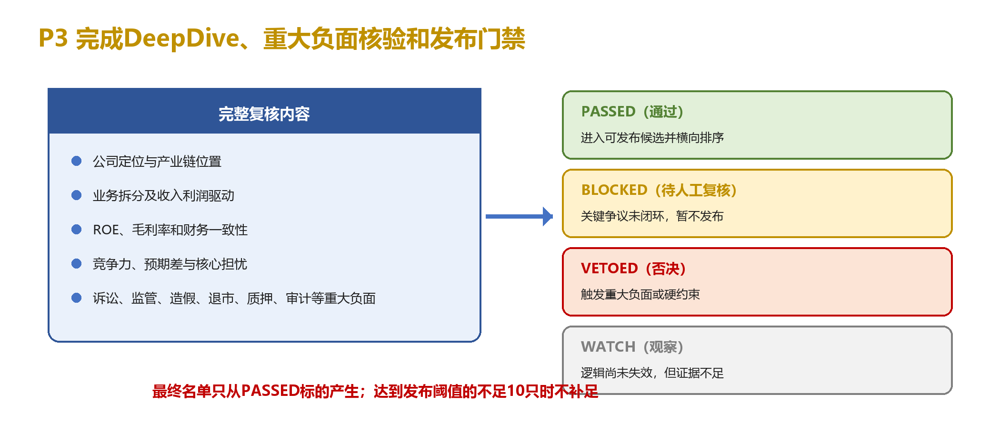 P3 完成DeepDive、重大负面核验和发布门禁
完整复核内容
公司定位与产业链位置
业务拆分及收入利润驱动
ROE、毛利率和财务一致性
竞争力、预期差与核心担忧
诉讼、监管、造假、退市、质押、审计等重大负面
PASSED（通过）
进入可发布候选并横向排序
BLOCKED（待人工复核）
关键争议未闭环，暂不发布
VETOED（否决）
触发重大负面或硬约束
WATCH（观察）
逻辑尚未失效，但证据不足
最终名单只从PASSED标的产生；达到发布阈值的不足10只时不补足